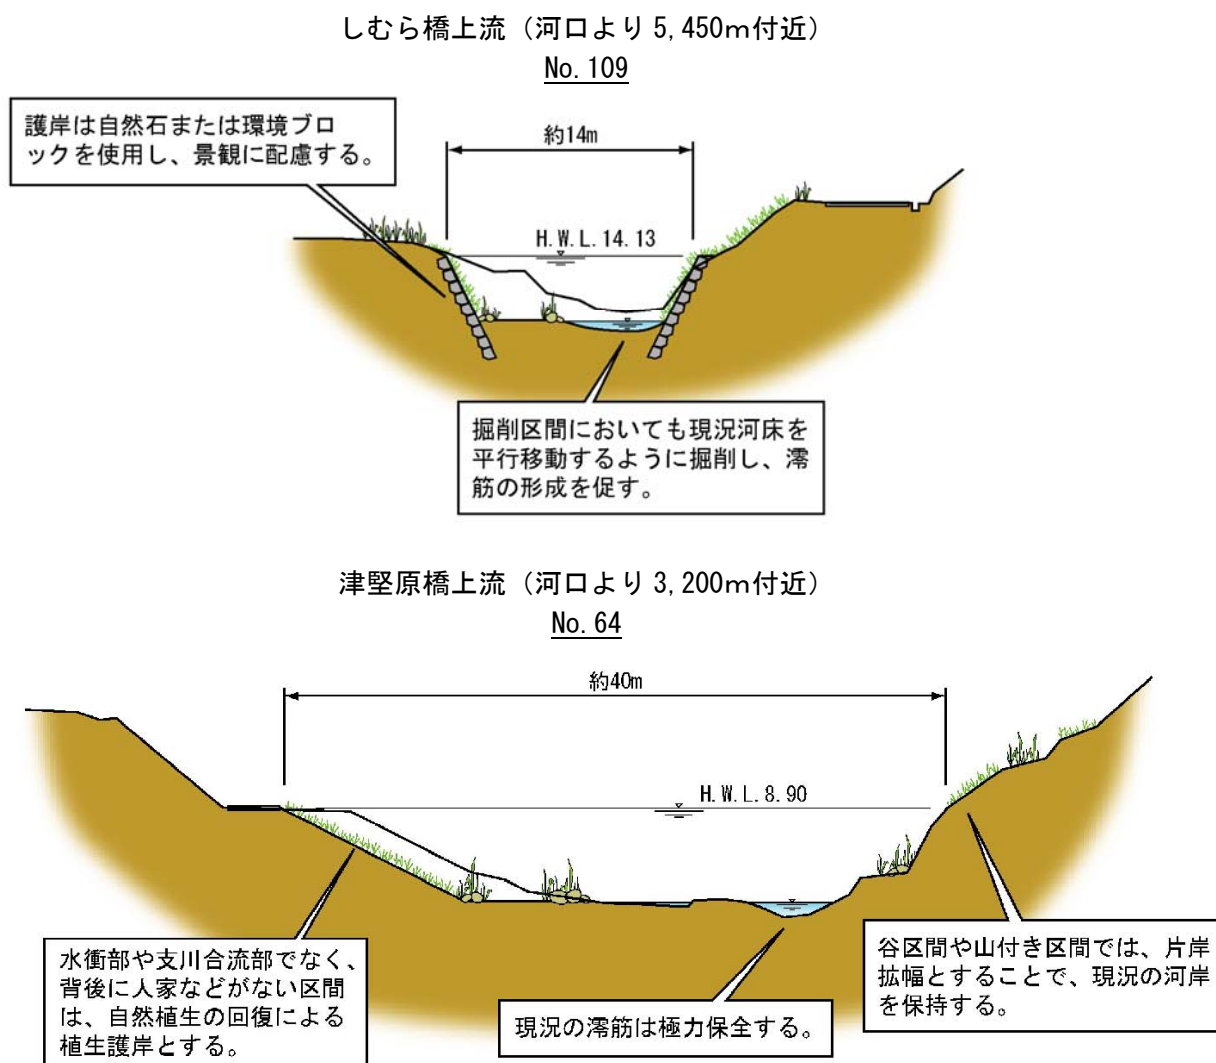 しむら橋上流（河口より 5,450ｍ付近）
No. 109
護岸は自然石または環境ブロ
ックを使用し、景観に配慮する。
約14m
H.W.L.14.13
掘削区間においても現況河床を
平行移動するように掘削し、澪
筋の形成を促す。
津堅原橋上流（河口より 3,200ｍ付近）
No. 64
約40m
H.W.L.8.90
水衝部や支川合流部でなく、
背後に人家などがない区間
は、自然植生の回復による
植生護岸とする。
現況の澪筋は極力保全する。
谷区間や山付き区間では、片岸
拡幅とすることで、現況の河岸
を保持する。